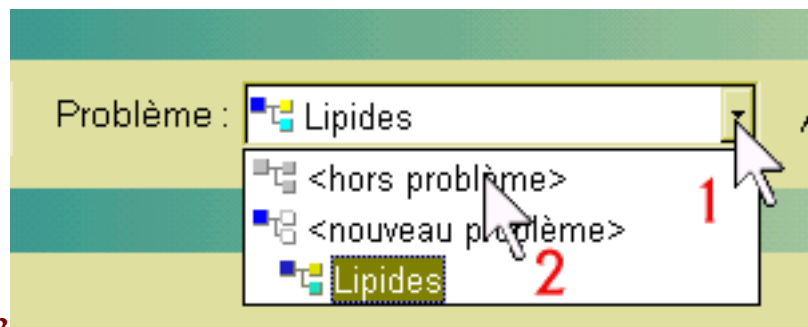 Problème : Lipides
<hors problème>
1
<nouveau problème>
Lipides
2